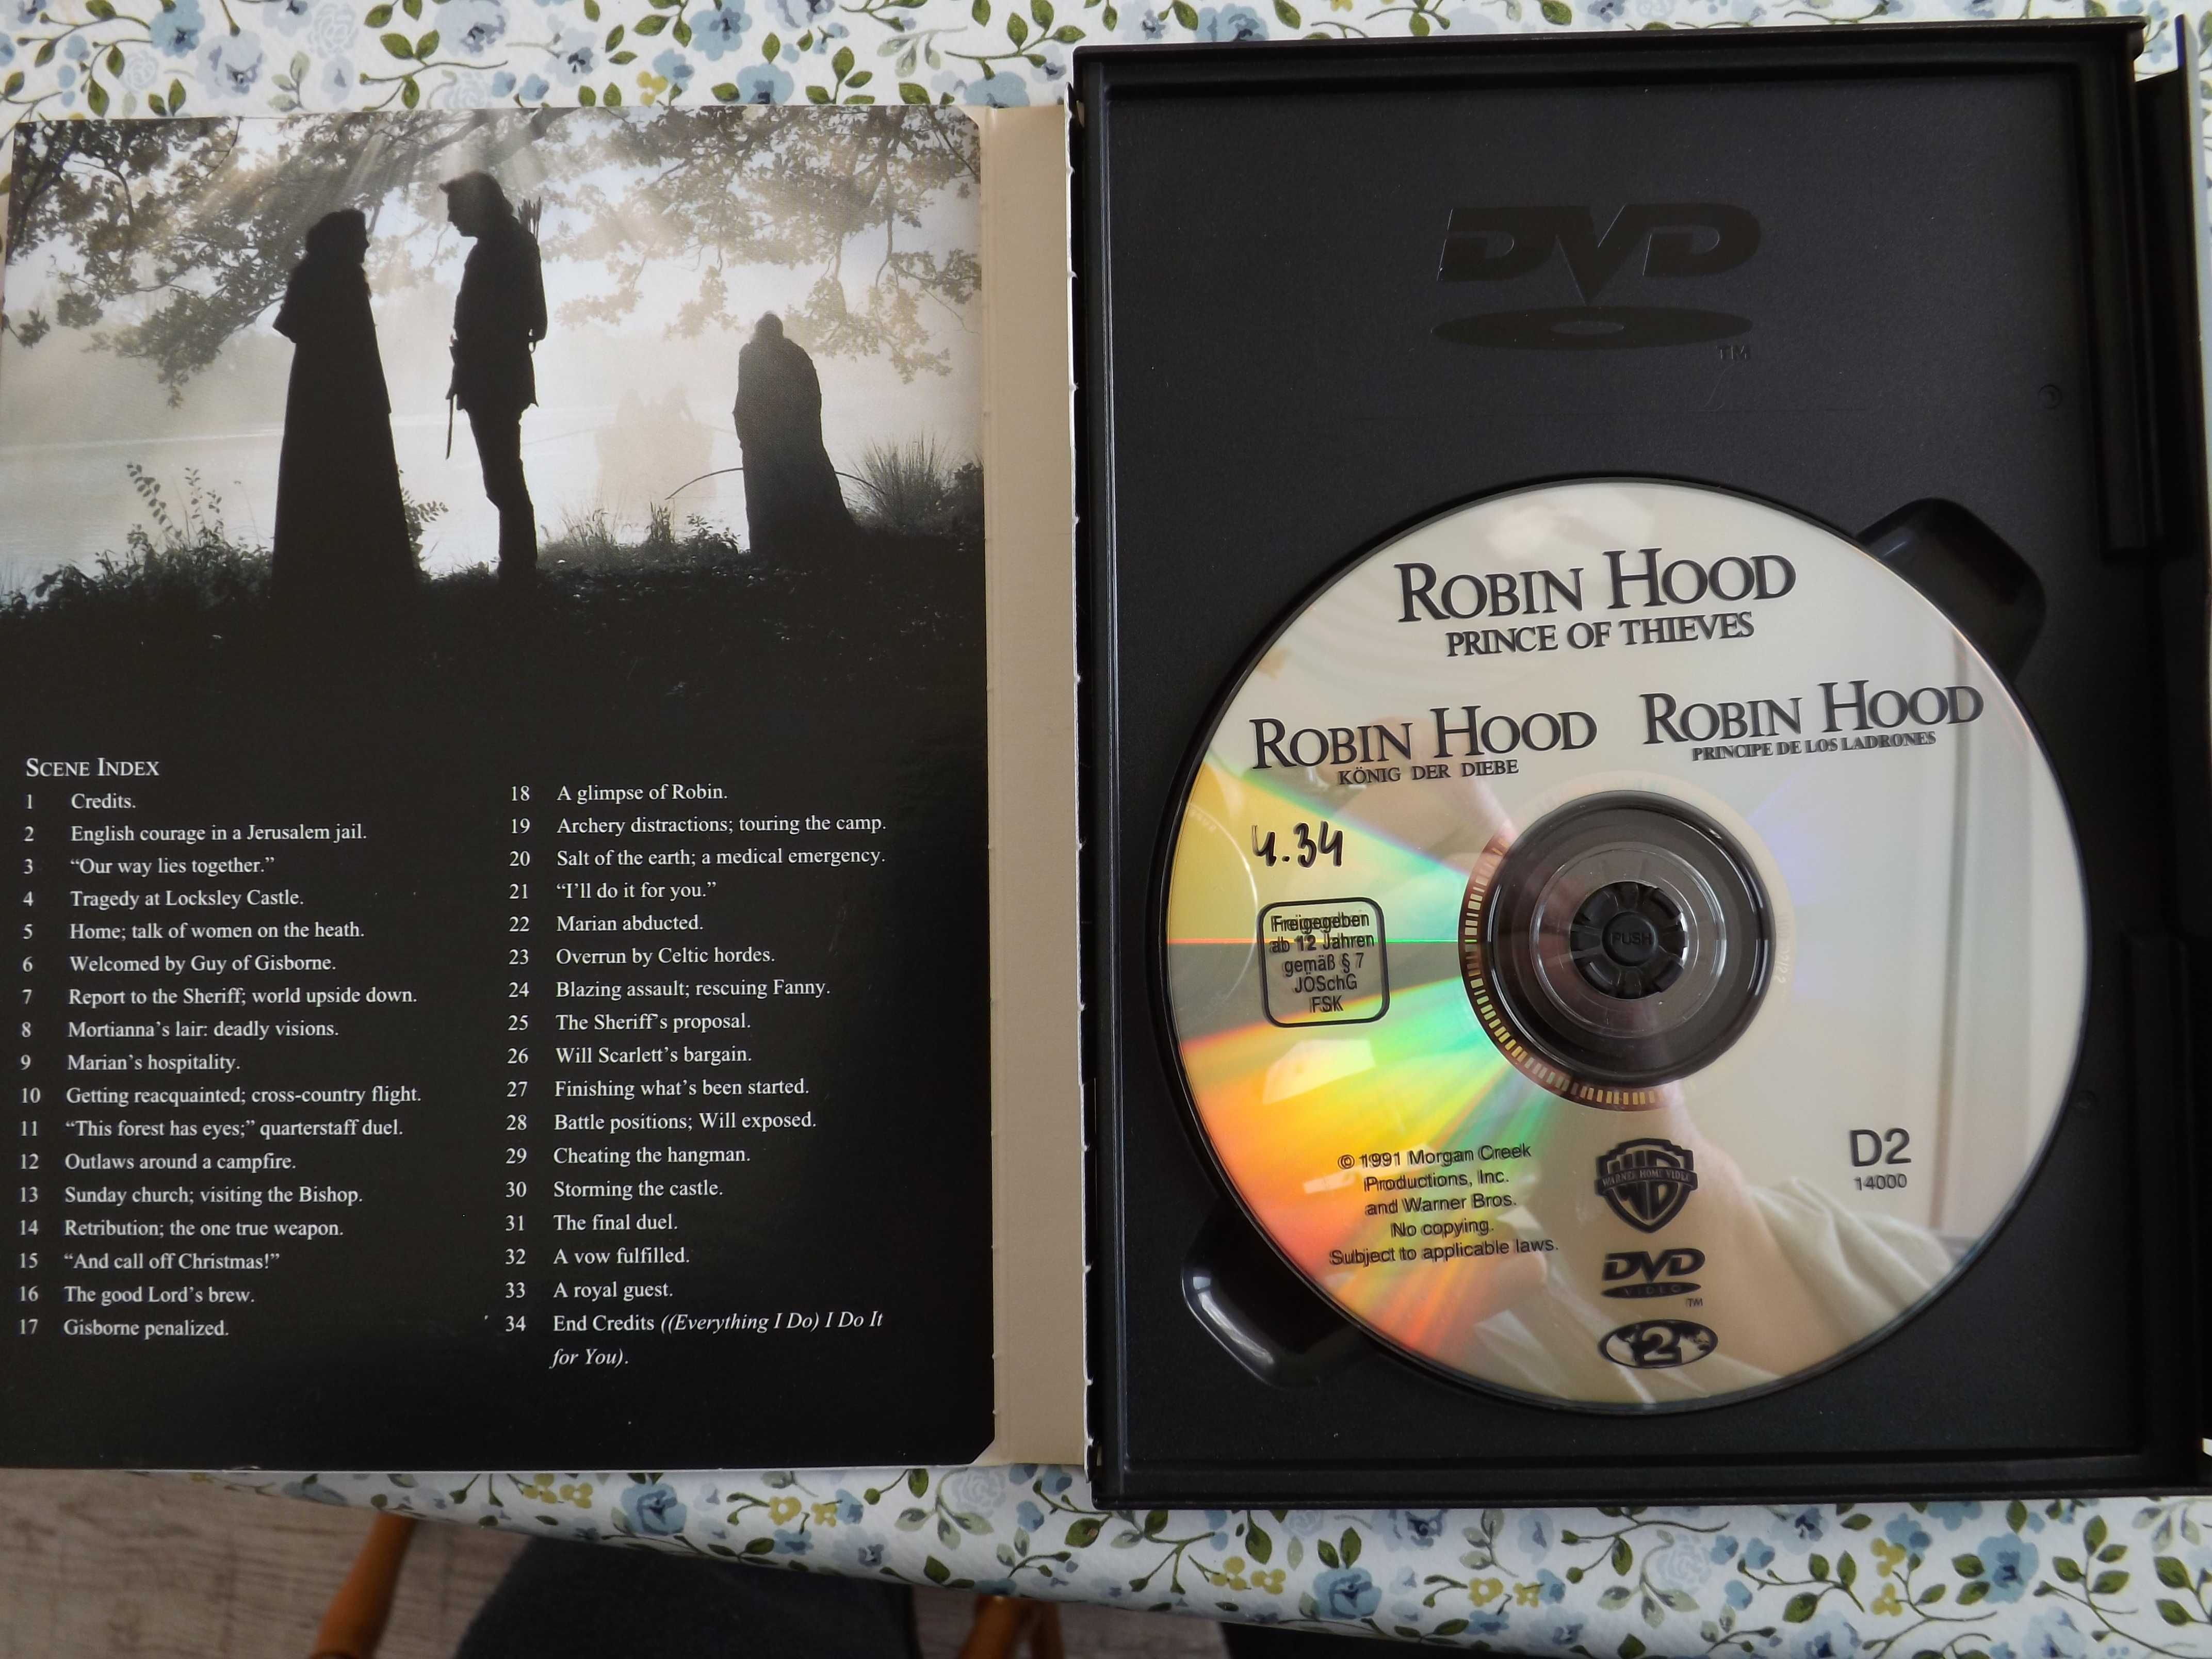 SCENE INDEX
1 Credits.
2 English courage in a Jerusalem jail.
3 “Our way lies together.”
4 Tragedy at Locksley Castle.
5 Home; talk of women on the heath.
6 Welcomed by Guy of Gisborne.
7 Report to the Sheriff; world upside down.
8 Mortianna’s lair: deadly visions.
9 Marian’s hospitality.
10 Getting reacquainted; cross-country flight.
11 “This forest has eyes;” quarterstaff duel.
12 Outlaws around a campfire.
13 Sunday church; visiting the Bishop.
14 Retribution; the one true weapon.
15 “And call off Christmas!”
16 The good Lord’s brew.
17 Gisborne penalized.
18 A glimpse of Robin.
19 Archery distractions; touring the camp.
20 Salt of the earth; a medical emergency.
21 “I’ll do it for you.”
22 Marian abducted.
23 Overrun by Celtic hordes.
24 Blazing assault; rescuing Fanny.
25 The Sheriff’s proposal.
26 Will Scarlett’s bargain.
27 Finishing what’s been started.
28 Battle positions; Will exposed.
29 Cheating the hangman.
30 Storming the castle.
31 The final duel.
32 A vow fulfilled.
33 A royal guest.
34 End Credits ((Everything I Do) I Do It
for You).
DVD
TM
ROBIN HOOD
PRINCE OF THIEVES
ROBIN HOOD
KÖNIG DER DIEBE
ROBIN HOOD
PRINCIPE DE LOS LADRONES
4.34
Freigegeben
ab 12 Jahren
gemäß § 7
JÖSchG
FSK
PUSH
© 1991 Morgan Creek
Productions, Inc.
and Warner Bros.
No copying.
Subject to applicable laws.
WARNER HOME VIDEO
DVD
VIDEO
TM
2
D2
14000